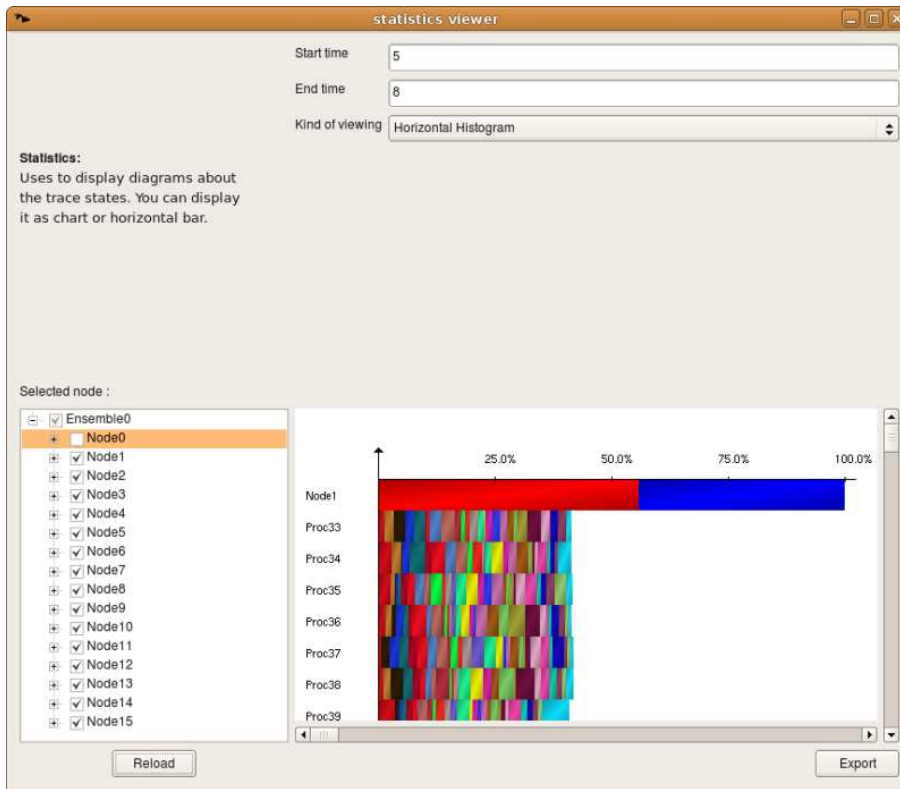 statistics viewer
Start time
5
End time
8
Kind of viewing
Horizontal Histogram
Statistics:
Uses to display diagrams about
the trace states. You can display
it as chart or horizontal bar.
Selected node :
Ensemble0
Node0
Node1
Node2
Node3
Node4
Node5
Node6
Node7
Node8
Node9
Node10
Node11
Node12
Node13
Node14
Node15
25.0% 50.0% 75.0% 100.0%
Node1
Proc33
Proc34
Proc35
Proc36
Proc37
Proc38
Proc39
Reload
Export